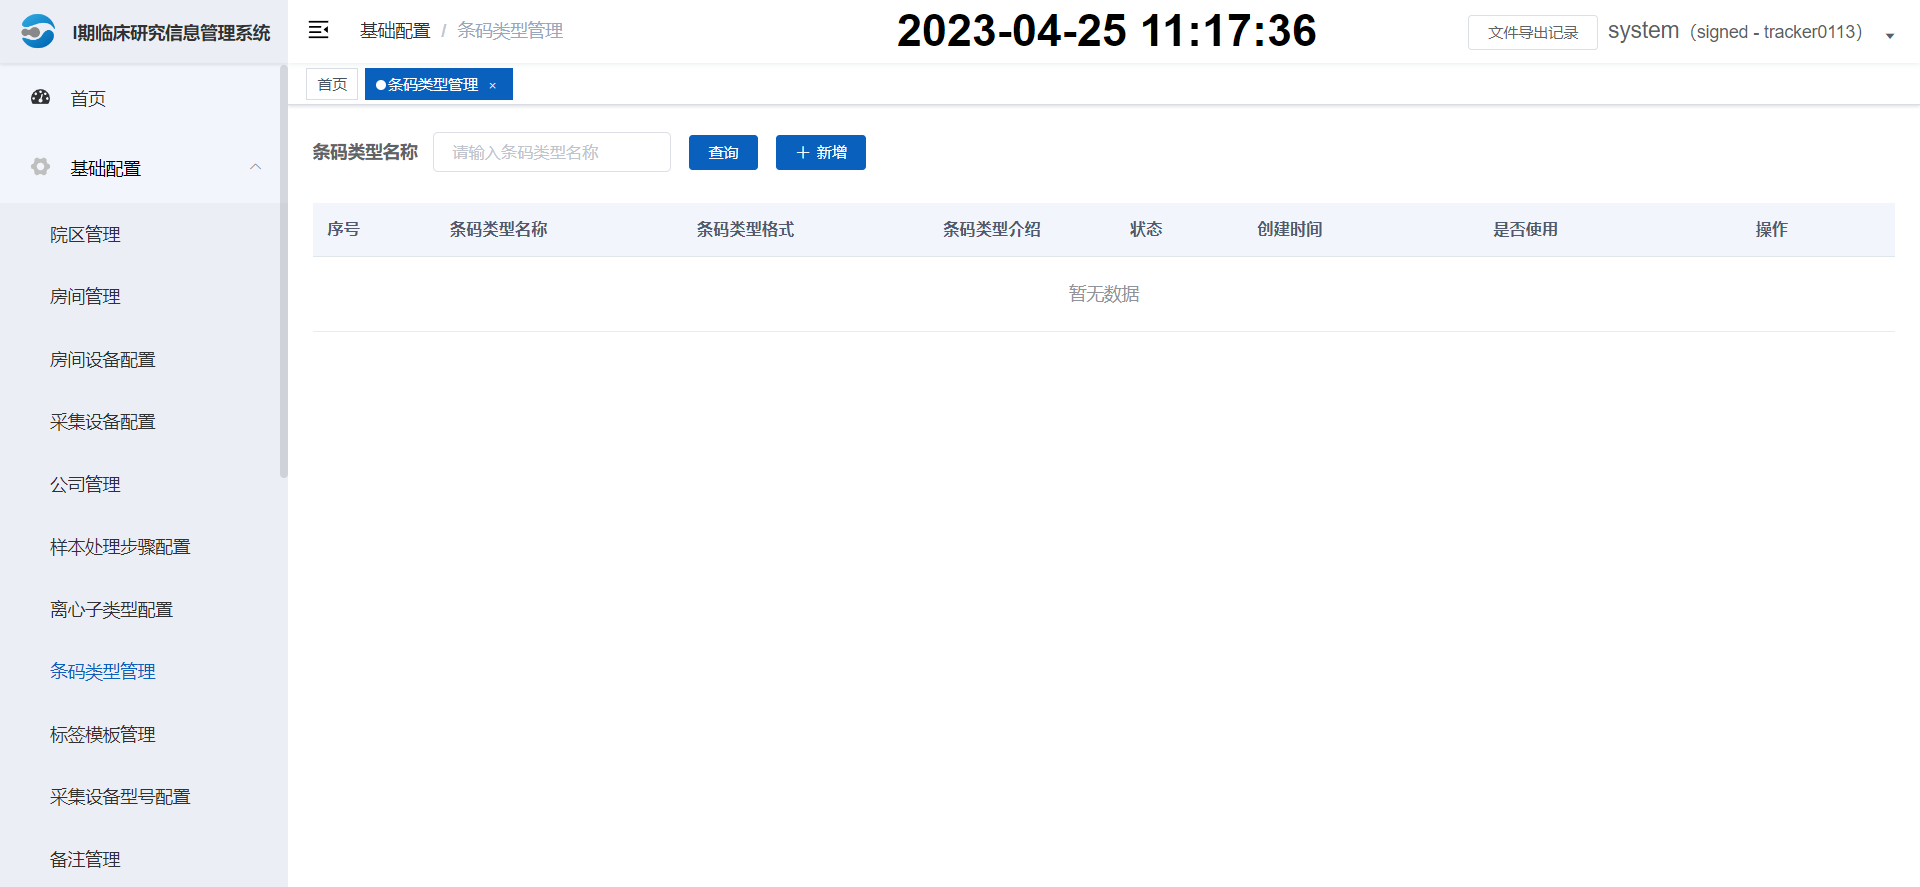 I期临床研究信息管理系统
基础配置 / 条码类型管理
2023-04-25 11:17:36
文件导出记录
system（signed - tracker0113）
首页
条码类型管理 ×
首页
基础配置
院区管理
房间管理
房间设备配置
采集设备配置
公司管理
样本处理步骤配置
离心子类型配置
条码类型管理
标签模板管理
采集设备型号配置
备注管理
条码类型名称 请输入条码类型名称 查询 + 新增
序号 条码类型名称 条码类型格式 条码类型介绍 状态 创建时间 是否使用 操作
暂无数据